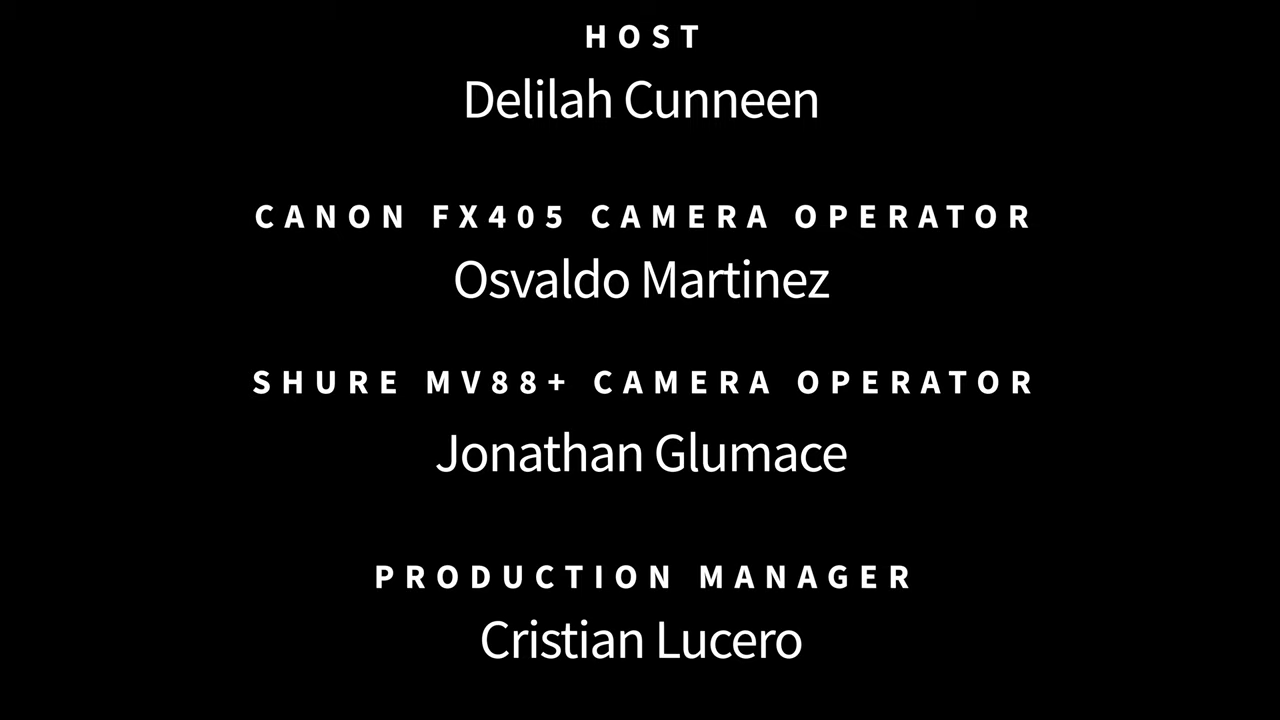 HOST
Delilah Cunneen
CANON FX405 CAMERA OPERATOR
Osvaldo Martinez
SHURE MV88+ CAMERA OPERATOR
Jonathan Glumace
PRODUCTION MANAGER
Cristian Lucero